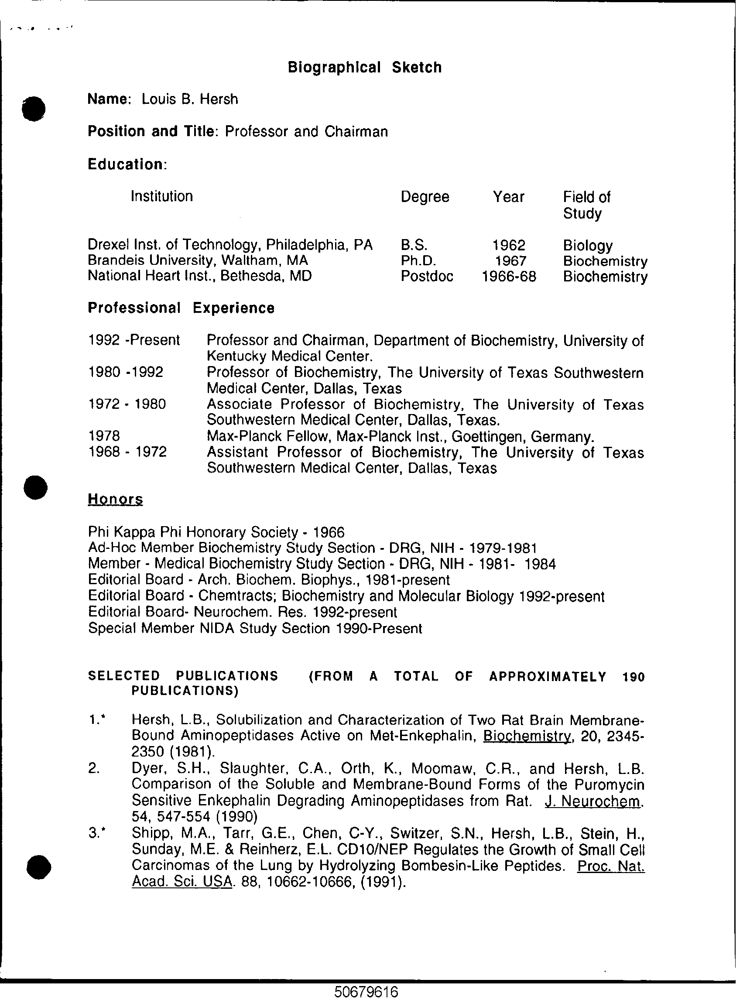 Biographical Sketch
Name: Louis B. Hersh
Position and Title: Professor and Chairman
Education:
Institution Degree Year Field of
Study
Drexel Inst. of Technology, Philadelphia, PA B.S. 1962 Biology
Brandeis University, Waltham, MA Ph.D. 1967 Biochemistry
National Heart Inst., Bethesda, MD Postdoc 1966-68 Biochemistry
Professional Experience
1992 -Present Professor and Chairman, Department of Biochemistry, University of
Kentucky Medical Center.
1980 -1992 Professor of Biochemistry, The University of Texas Southwestern
Medical Center, Dallas, Texas
1972 - 1980 Associate Professor of Biochemistry, The University of Texas
Southwestern Medical Center, Dallas, Texas.
1978 Max-Planck Fellow, Max-Planck Inst., Goettingen, Germany.
1968 - 1972 Assistant Professor of Biochemistry, The University of Texas
Southwestern Medical Center, Dallas, Texas
Honors
Phi Kappa Phi Honorary Society - 1966
Ad-Hoc Member Biochemistry Study Section - DRG, NIH - 1979-1981
Member - Medical Biochemistry Study Section - DRG, NIH - 1981- 1984
Editorial Board - Arch. Biochem. Biophys., 1981-present
Editorial Board - Chemtracts; Biochemistry and Molecular Biology 1992-present
Editorial Board- Neurochem. Res. 1992-present
Special Member NIDA Study Section 1990-Present
SELECTED PUBLICATIONS (FROM A TOTAL OF APPROXIMATELY 190
PUBLICATIONS)
1.* Hersh, L.B., Solubilization and Characterization of Two Rat Brain Membrane-
Bound Aminopeptidases Active on Met-Enkephalin, Biochemistry, 20, 2345-
2350 (1981).
2. Dyer, S.H., Slaughter, C.A., Orth, K., Moomaw, C.R., and Hersh, L.B.
Comparison of the Soluble and Membrane-Bound Forms of the Puromycin
Sensitive Enkephalin Degrading Aminopeptidases from Rat. J. Neurochem.
54, 547-554 (1990)
3.* Shipp, M.A., Tarr, G.E., Chen, C-Y., Switzer, S.N., Hersh, L.B., Stein, H.,
Sunday, M.E. & Reinherz, E.L. CD10/NEP Regulates the Growth of Small Cell
Carcinomas of the Lung by Hydrolyzing Bombesin-Like Peptides. Proc. Nat.
Acad. Sci. USA. 88, 10662-10666, (1991).
50679616